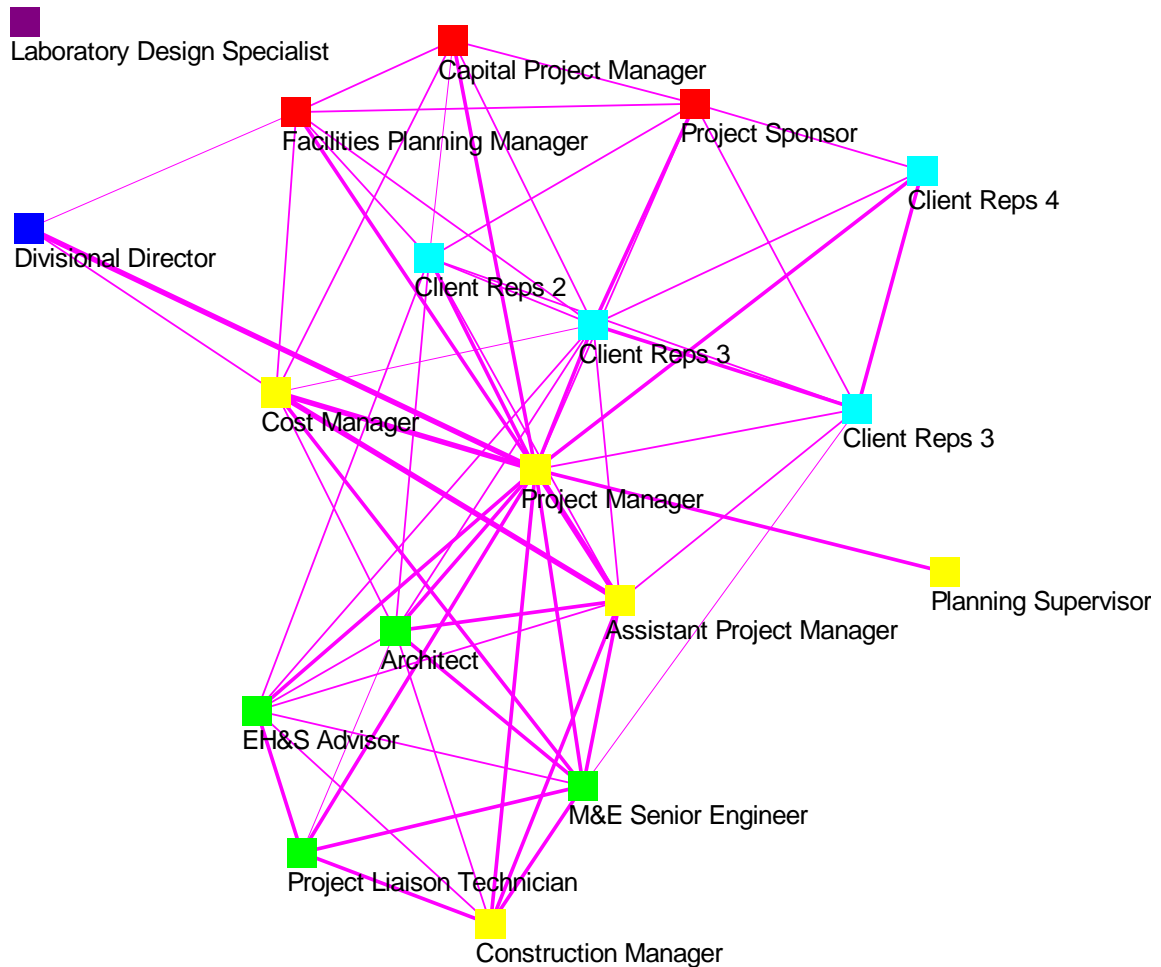 Laboratory Design Specialist
Capital Project Manager
Facilities Planning Manager
Project Sponsor
Client Reps 4
Divisional Director
Client Reps 2
Client Reps 3
Cost Manager
Client Reps 3
Project Manager
Planning Supervisor
Assistant Project Manager
Architect
EH&S Advisor
M&E Senior Engineer
Project Liaison Technician
Construction Manager